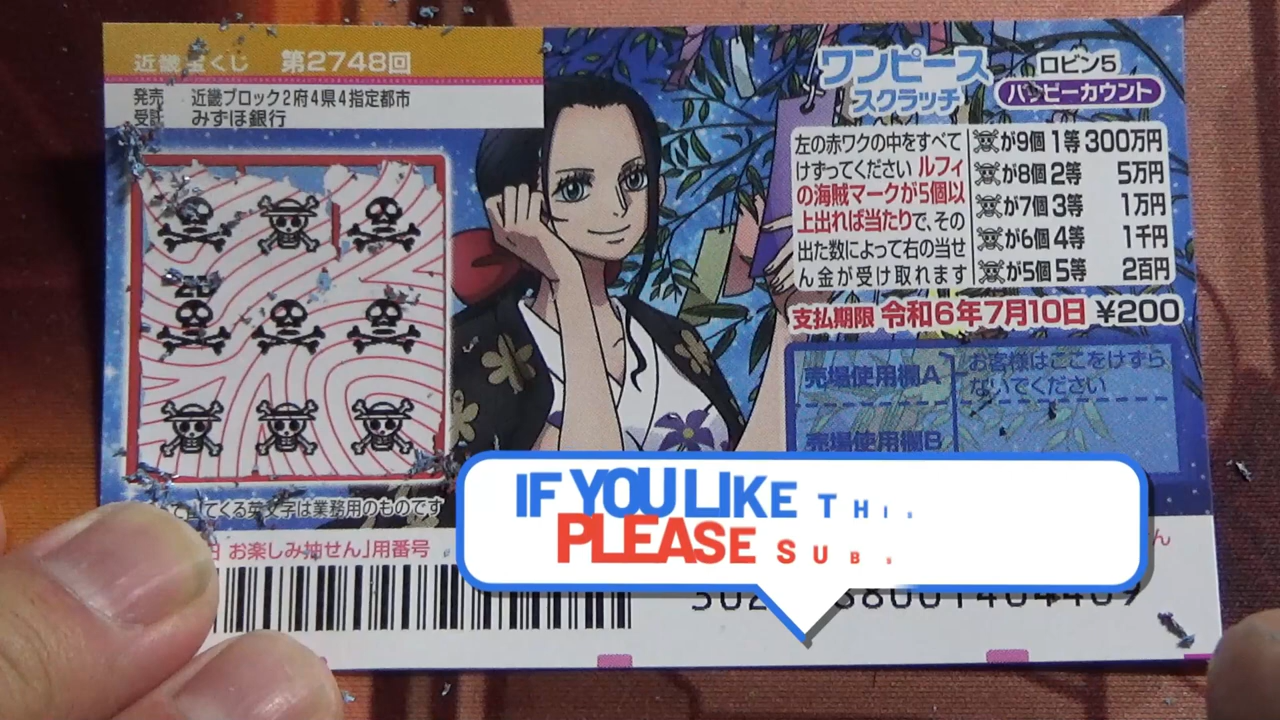 近畿宝くじ 第2748回
発売 近畿ブロック2府4県4指定都市
受託 みずほ銀行
ワンピース
スクラッチ
ロビン5
ハッピーカウント
左の赤ワクの中をすべて
けずってください ルフィ
の海賊マークが5個以
上出れば当たりで、その
出た数によって右の当せ
ん金が受け取れます
が9個 1等 300万円
が8個 2等 5万円
が7個 3等 1万円
が6個 4等 1千円
が5個 5等 2百円
支払期限 令和6年7月10日 ¥200
売場使用欄A
お客様はここをけずら
ないでください
売場使用欄B
出てくる英文字は業務用のものです
日 お楽しみ抽せん」用番号
ん
IF YOU LIKE THI
PLEASE SUB